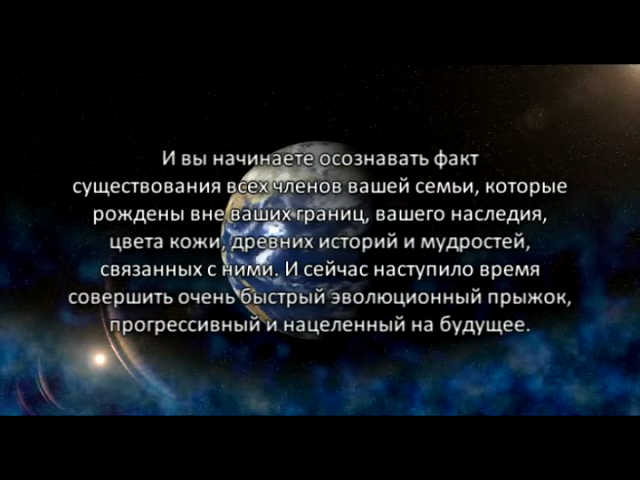 И вы начинаете осознавать факт
существования всех членов вашей семьи, которые
рождены вне ваших границ, вашего наследия,
цвета кожи, древних историй и мудростей,
связанных с ними. И сейчас наступило время
совершить очень быстрый эволюционный прыжок,
прогрессивный и нацеленный на будущее.